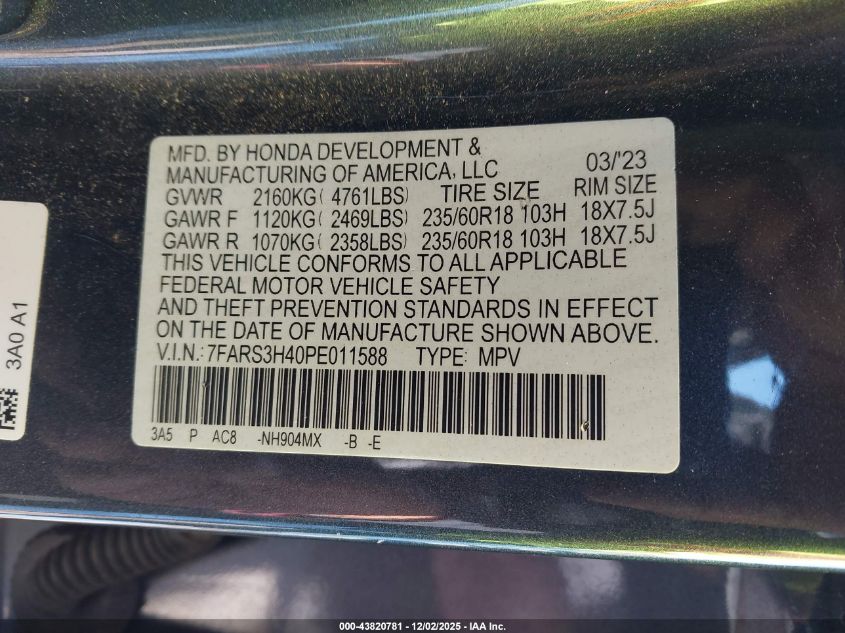 MFD. BY HONDA DEVELOPMENT &
MANUFACTURING OF AMERICA, LLC 03/'23
GVWR 2160KG( 4761LBS) TIRE SIZE RIM SIZE
GAWR F 1120KG( 2469LBS) 235/60R18 103H 18X7.5J
GAWR R 1070KG( 2358LBS) 235/60R18 103H 18X7.5J
THIS VEHICLE CONFORMS TO ALL APPLICABLE
FEDERAL MOTOR VEHICLE SAFETY
AND THEFT PREVENTION STANDARDS IN EFFECT
ON THE DATE OF MANUFACTURE SHOWN ABOVE.
V.I.N.: 7FARS3H40PE011588 TYPE: MPV
3A5 P AC8 -NH904MX -B -E
3A0 A1
000-43820781 - 12/02/2025 - IAA Inc.